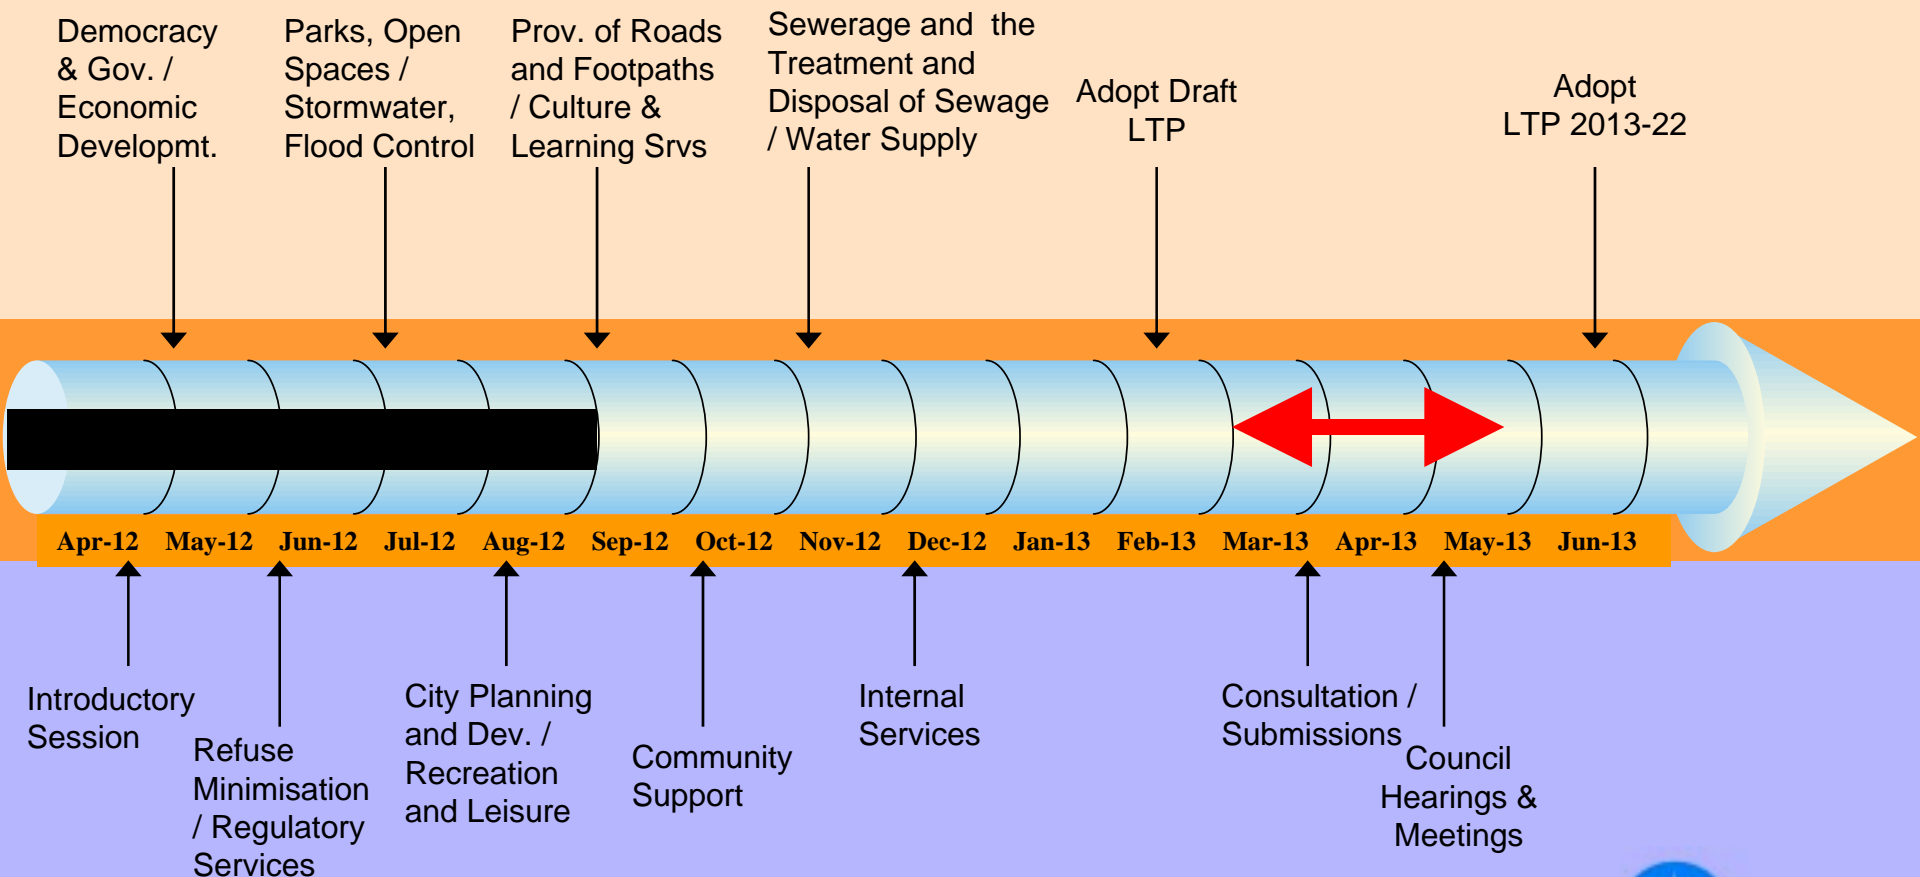 Democracy
& Gov. /
Economic
Developmt.
Parks, Open
Spaces /
Stormwater,
Flood Control
Prov. of Roads
and Footpaths
/ Culture &
Learning Srvs
Sewerage and the
Treatment and
Disposal of Sewage
/ Water Supply
Adopt Draft
LTP
Adopt
LTP 2013-22
Apr-12 May-12 Jun-12 Jul-12 Aug-12 Sep-12 Oct-12 Nov-12 Dec-12 Jan-13 Feb-13 Mar-13 Apr-13 May-13 Jun-13
Introductory
Session
Refuse
Minimisation
/ Regulatory
Services
City Planning
and Dev. /
Recreation
and Leisure
Community
Support
Internal
Services
Consultation /
Submissions
Council
Hearings &
Meetings